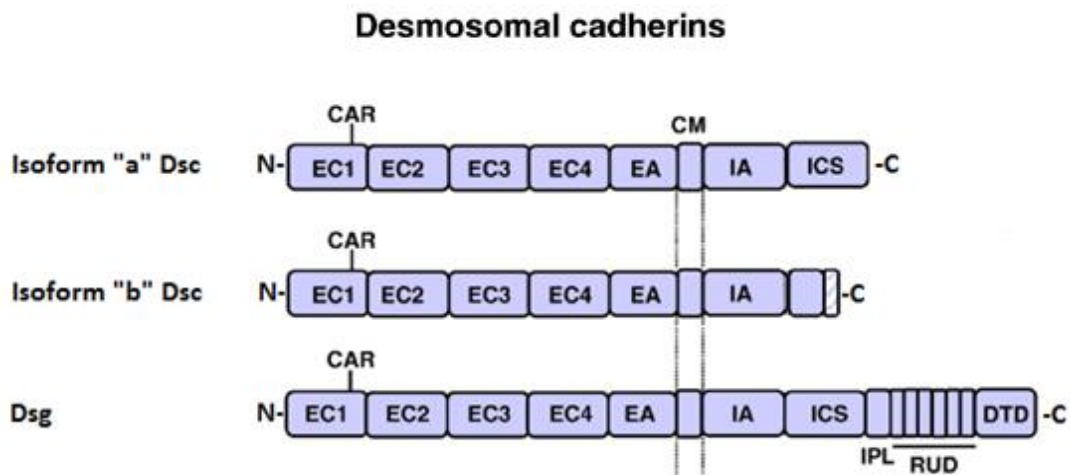 Desmosomal cadherins
CAR CM
Isoform "a" Dsc N- EC1 EC2 EC3 EC4 EA IA ICS -C
CAR
Isoform "b" Dsc N- EC1 EC2 EC3 EC4 EA IA -C
CAR
Dsg N- EC1 EC2 EC3 EC4 EA IA ICS DTD -C
IPL RUD